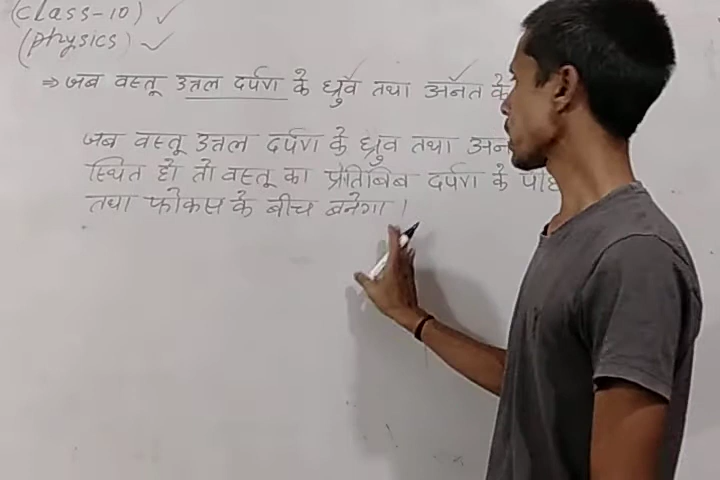 (Class-10) ✓
(Physics) ✓
⇒ जब वस्तू उत्तल दर्पण के ध्रुव तथा अनंत के
जब वस्तू उत्तल दर्पण के ध्रुव तथा अनं
स्थित हो तो वस्तू का प्रतिबिंब दर्पण के पीछे
तथा फोकस के बीच बनेगा।